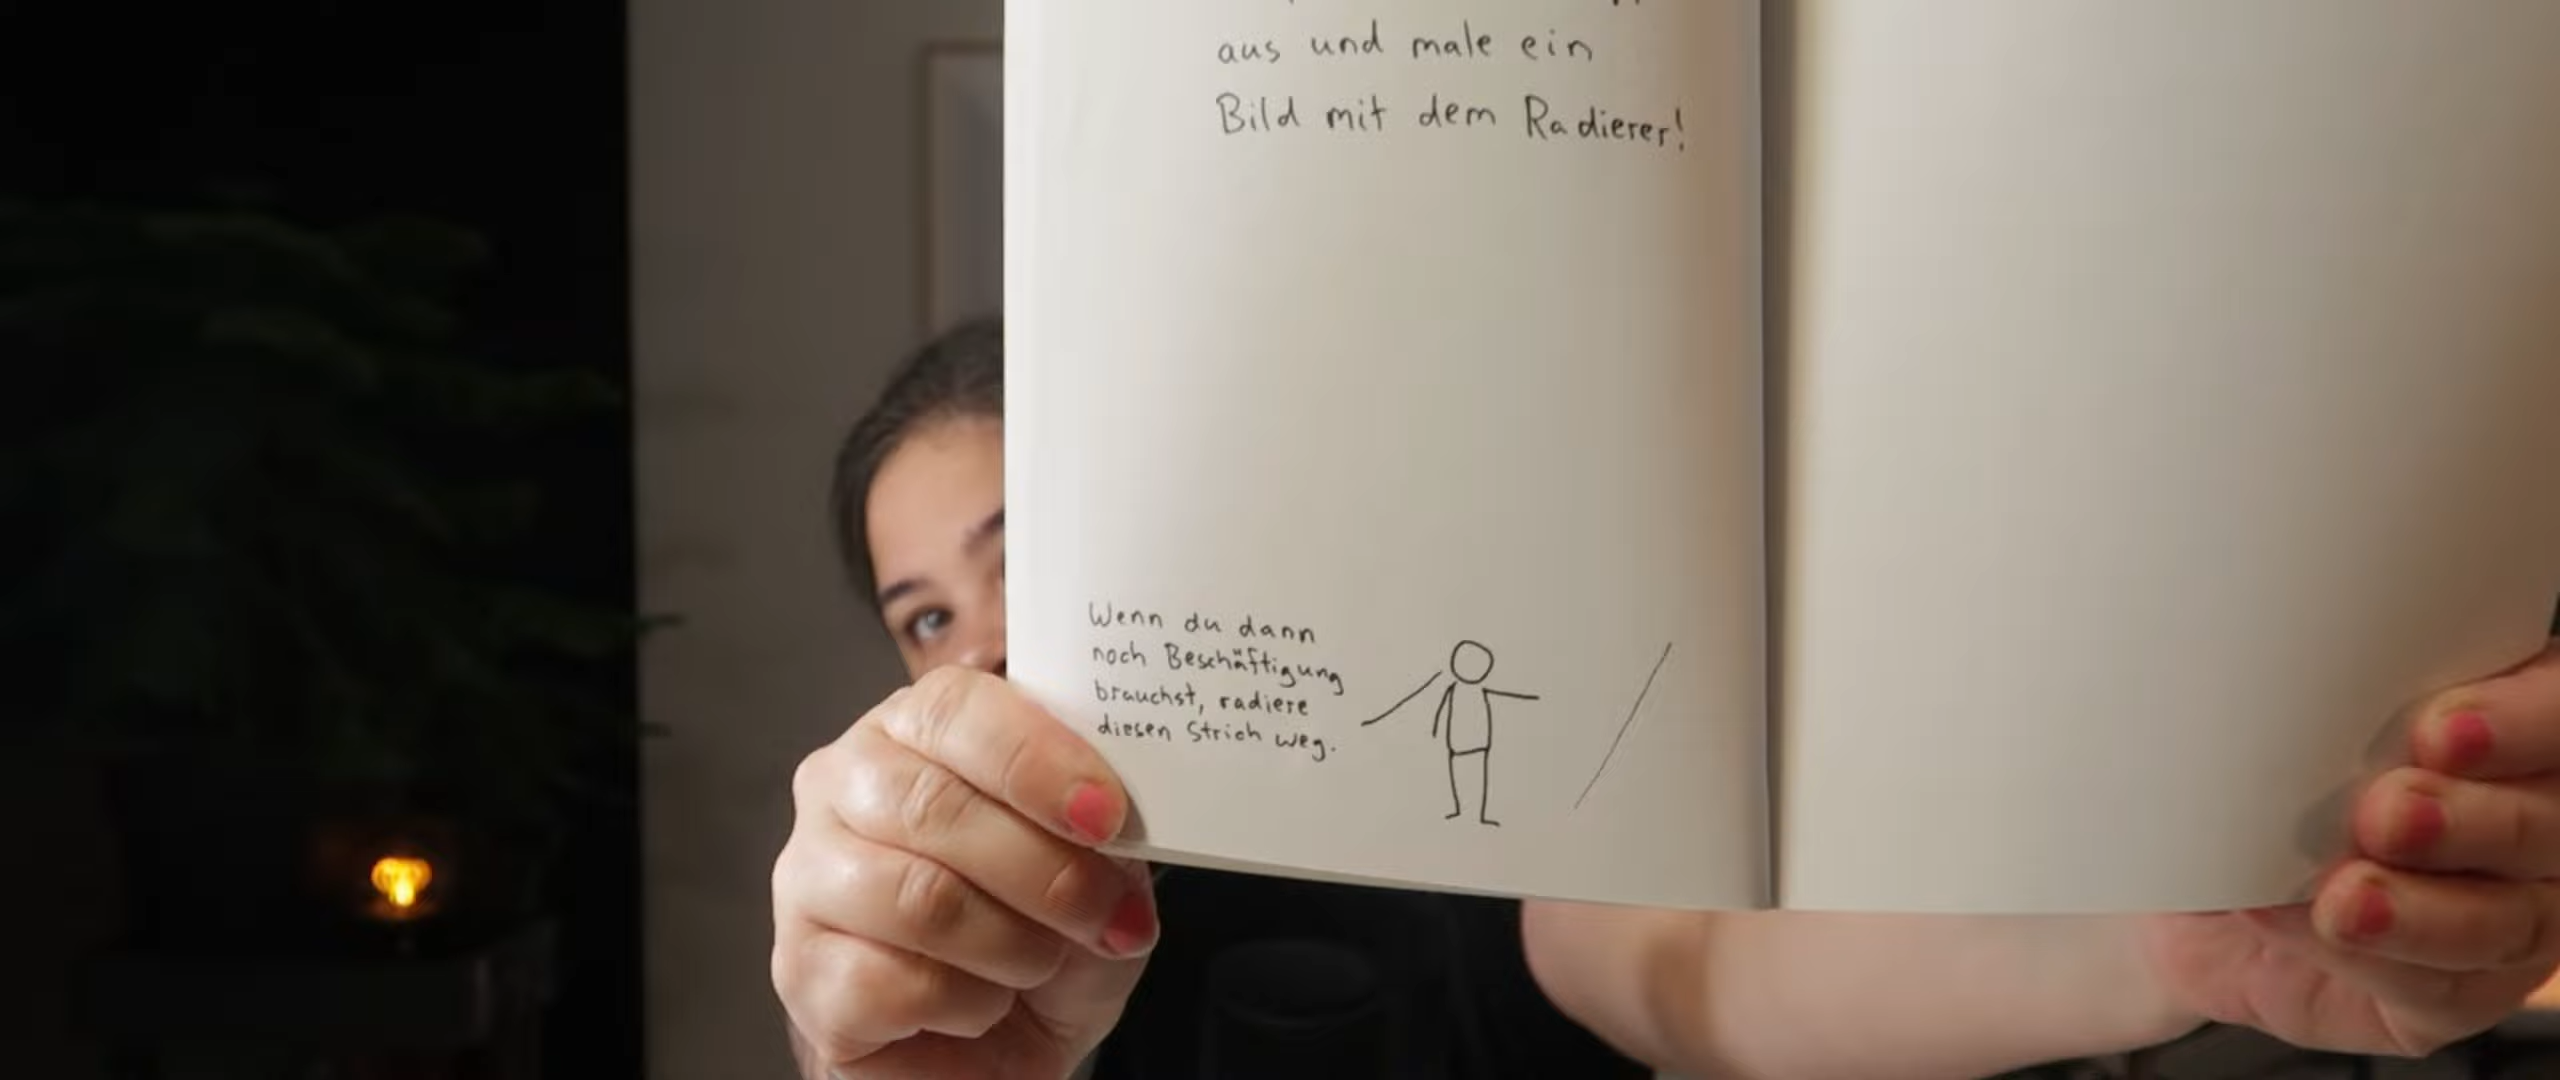 aus und male ein
Bild mit dem Radierer!
Wenn du dann
noch Beschäftigung
brauchst, radiere
diesen Strich weg.